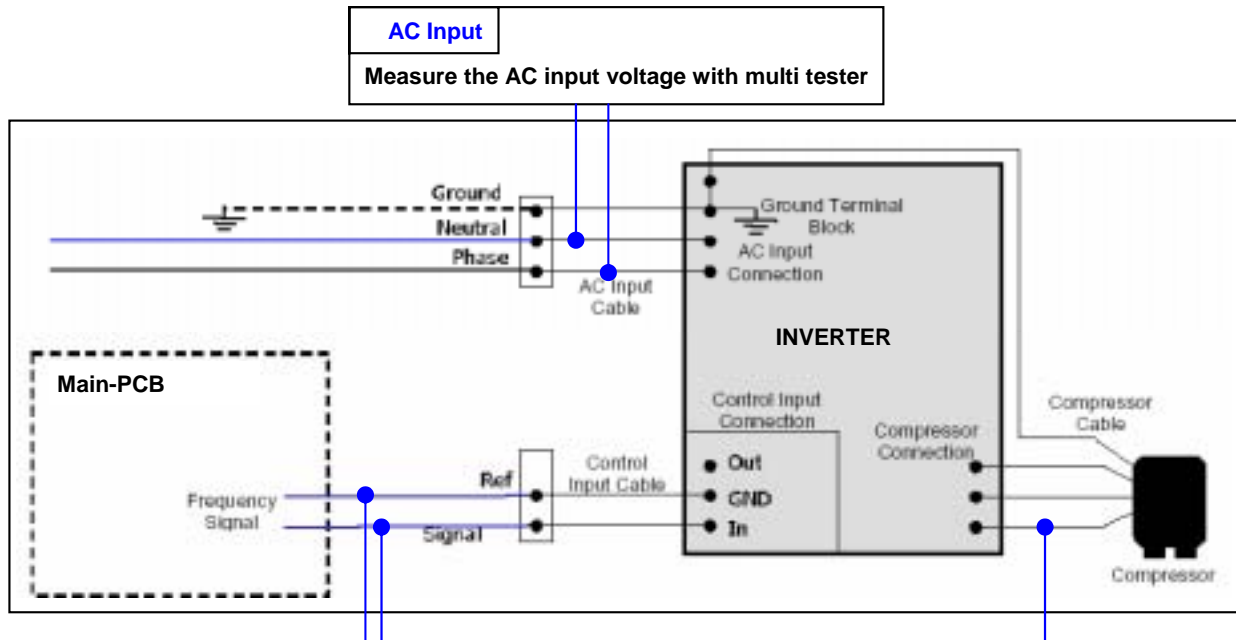 AC Input
Measure the AC input voltage with multi tester
Ground
Neutral
Phase
AC Input
Cable
Ground Terminal
Block
AC Input
Connection
INVERTER
Main-PCB
Frequency
Signal
Ref
Signal
Control
Input Cable
Control Input
Connection
Out
GND
In
Compressor
Connection
Compressor
Cable
Compressor